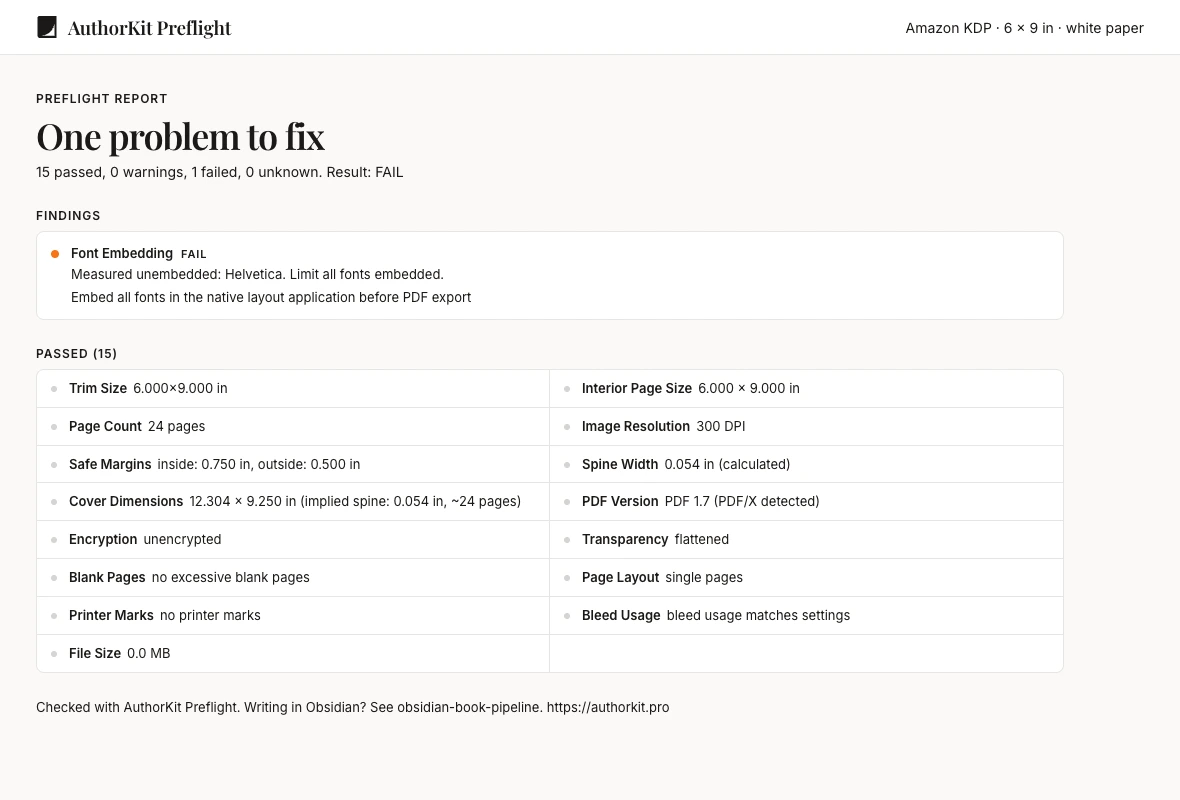 AuthorKit Preflight
Amazon KDP · 6 × 9 in · white paper
PREFLIGHT REPORT
One problem to fix
15 passed, 0 warnings, 1 failed, 0 unknown. Result: FAIL
FINDINGS
Font Embedding FAIL
Measured unembedded: Helvetica. Limit all fonts embedded.
Embed all fonts in the native layout application before PDF export
PASSED (15)
Trim Size 6.000×9.000 in
Interior Page Size 6.000 × 9.000 in
Page Count 24 pages
Image Resolution 300 DPI
Safe Margins inside: 0.750 in, outside: 0.500 in
Spine Width 0.054 in (calculated)
Cover Dimensions 12.304 × 9.250 in (implied spine: 0.054 in, ~24 pages)
PDF Version PDF 1.7 (PDF/X detected)
Encryption unencrypted
Transparency flattened
Blank Pages no excessive blank pages
Page Layout single pages
Printer Marks no printer marks
Bleed Usage bleed usage matches settings
File Size 0.0 MB
Checked with AuthorKit Preflight. Writing in Obsidian? See obsidian-book-pipeline. https://authorkit.pro